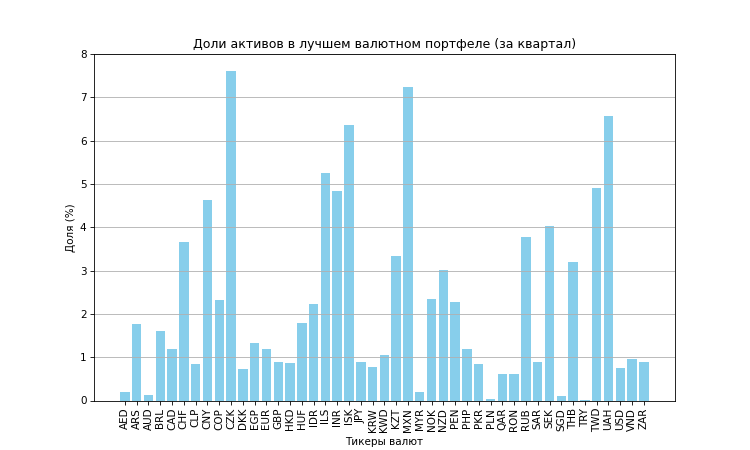 Доли активов в лучшем валютном портфеле (за квартал)
8
7
6
5
4
3
2
1
0
Доля (%)
AED ARS AUD BRL CAD CHF CLP CNY COP CZK DKK EGP EUR GBP HKD HUF IDR ILS INR ISK JPY KRW KWD KZT MXN MYR NOK NZD PEN PHP PKR PLN QAR RON RUB SAR SEK SGD THB TRY TWD UAH USD VND ZAR
Тикеры валют